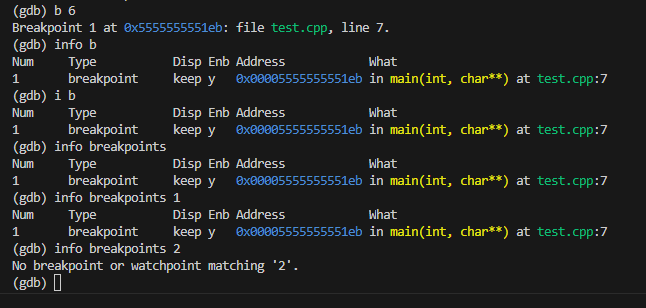 (gdb) b 6
Breakpoint 1 at 0x5555555551eb: file test.cpp, line 7.
(gdb) info b
Num     Type           Disp Enb Address            What
1       breakpoint     keep y   0x00005555555551eb in main(int, char**) at test.cpp:7
(gdb) i b
Num     Type           Disp Enb Address            What
1       breakpoint     keep y   0x00005555555551eb in main(int, char**) at test.cpp:7
(gdb) info breakpoints
Num     Type           Disp Enb Address            What
1       breakpoint     keep y   0x00005555555551eb in main(int, char**) at test.cpp:7
(gdb) info breakpoints 1
Num     Type           Disp Enb Address            What
1       breakpoint     keep y   0x00005555555551eb in main(int, char**) at test.cpp:7
(gdb) info breakpoints 2
No breakpoint or watchpoint matching '2'.
(gdb)